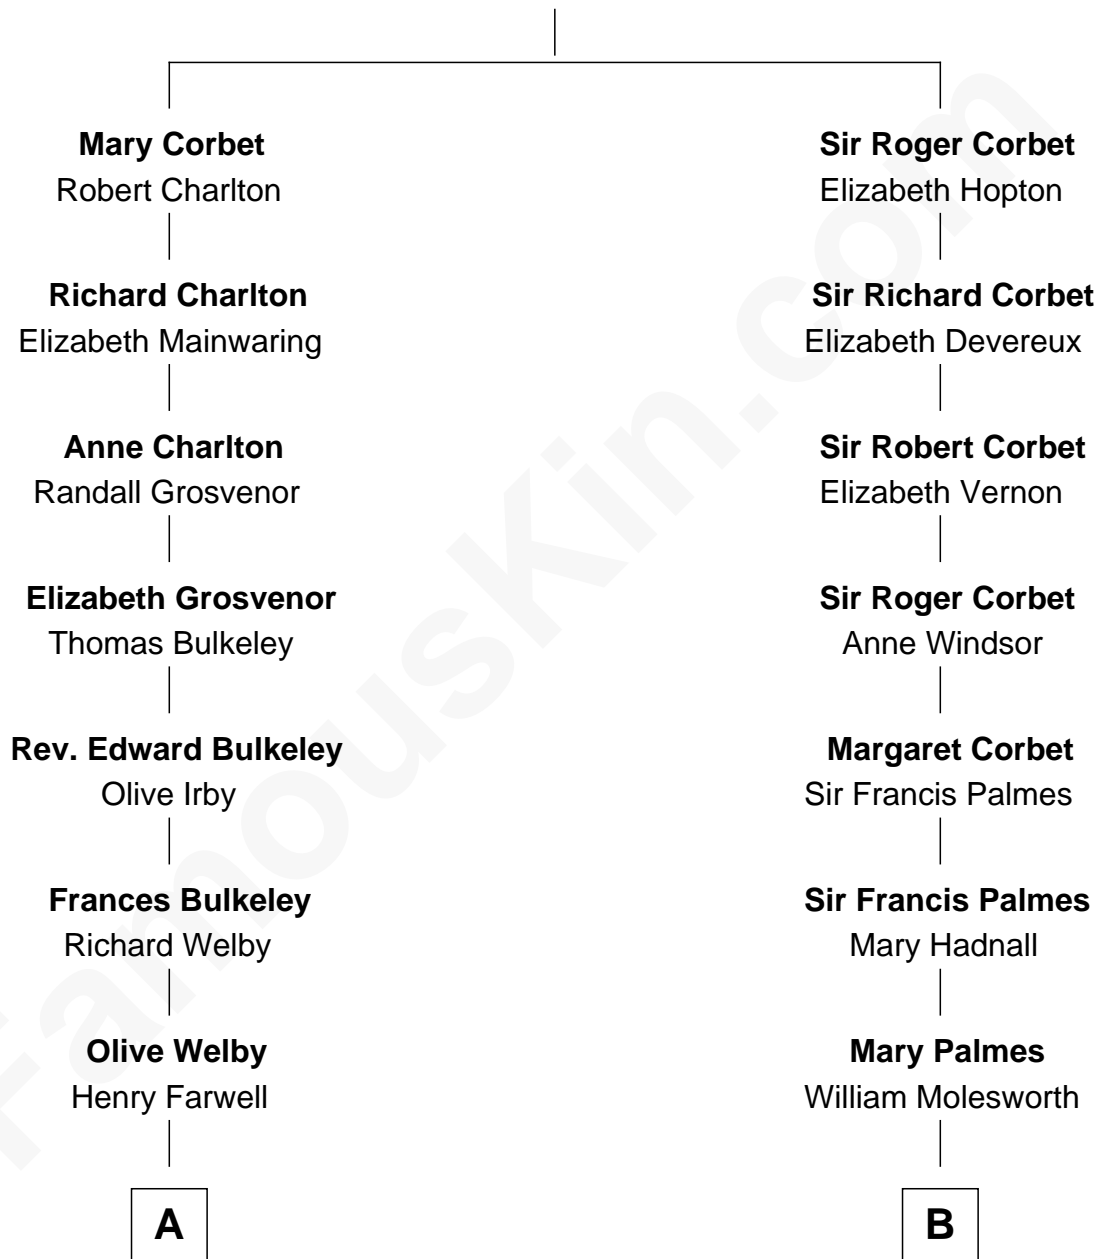 Mary Corbet
Robert Charlton
Richard Charlton
Elizabeth Mainwaring
Anne Charlton
Randall Grosvenor
Elizabeth Grosvenor
Thomas Bulkeley
Rev. Edward Bulkeley
Olive Irby
Frances Bulkeley
Richard Welby
Olive Welby
Henry Farwell
A
Sir Roger Corbet
Elizabeth Hopton
Sir Richard Corbet
Elizabeth Devereux
Sir Robert Corbet
Elizabeth Vernon
Sir Roger Corbet
Anne Windsor
Margaret Corbet
Sir Francis Palmes
Sir Francis Palmes
Mary Hadnall
Mary Palmes
William Molesworth
B
FamousKin.com